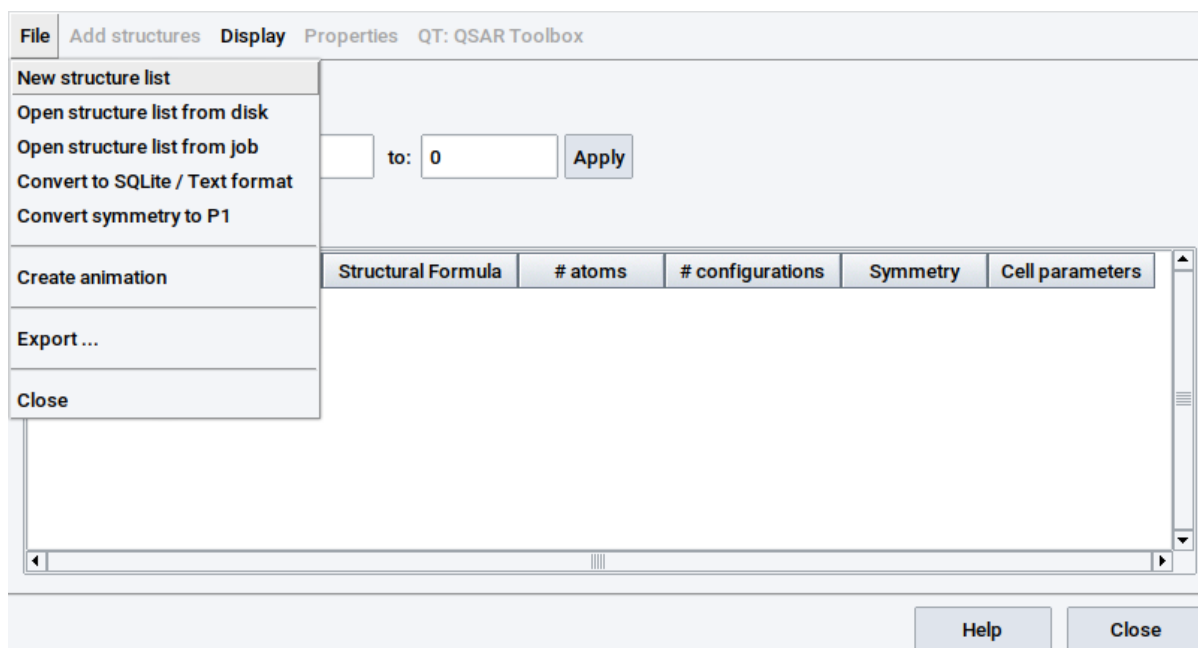 File Add structures Display Properties QT: QSAR Toolbox
New structure list
Open structure list from disk
Open structure list from job
Convert to SQLite / Text format
Convert symmetry to P1
Create animation
Export ...
Close
to: 0 Apply
Structural Formula # atoms # configurations Symmetry Cell parameters
Help Close